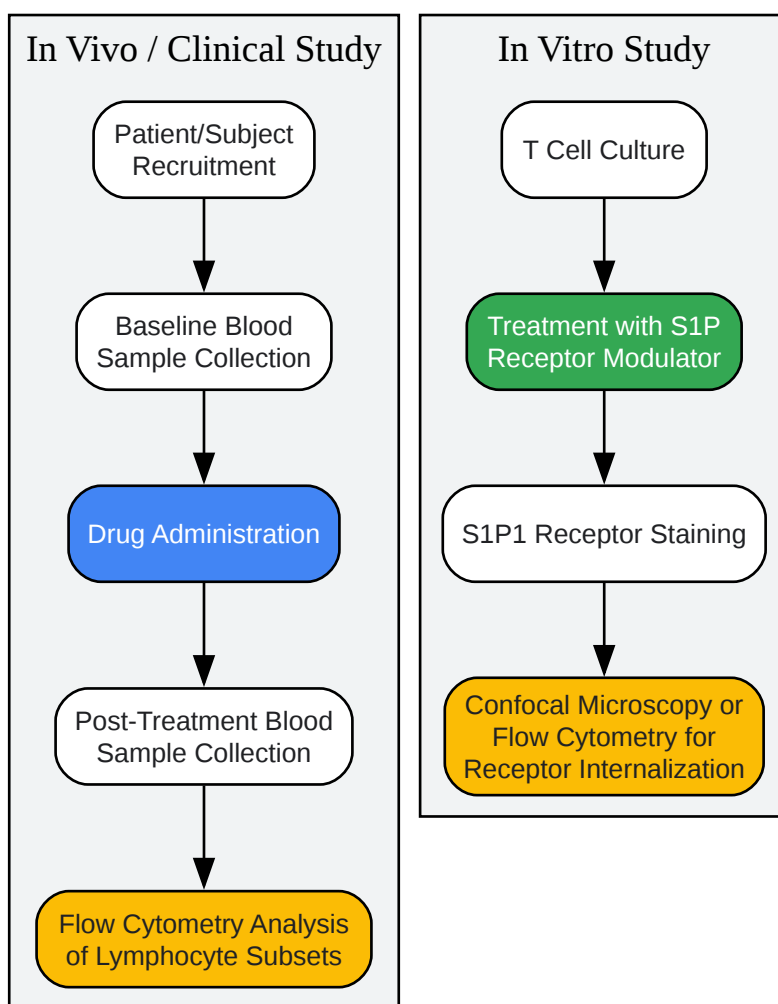 In Vivo / Clinical Study
Patient/Subject
Recruitment
Baseline Blood
Sample Collection
Drug Administration
Post-Treatment Blood
Sample Collection
Flow Cytometry Analysis
of Lymphocyte Subsets
In Vitro Study
T Cell Culture
Treatment with S1P
Receptor Modulator
S1P1 Receptor Staining
Confocal Microscopy or
Flow Cytometry for
Receptor Internalization